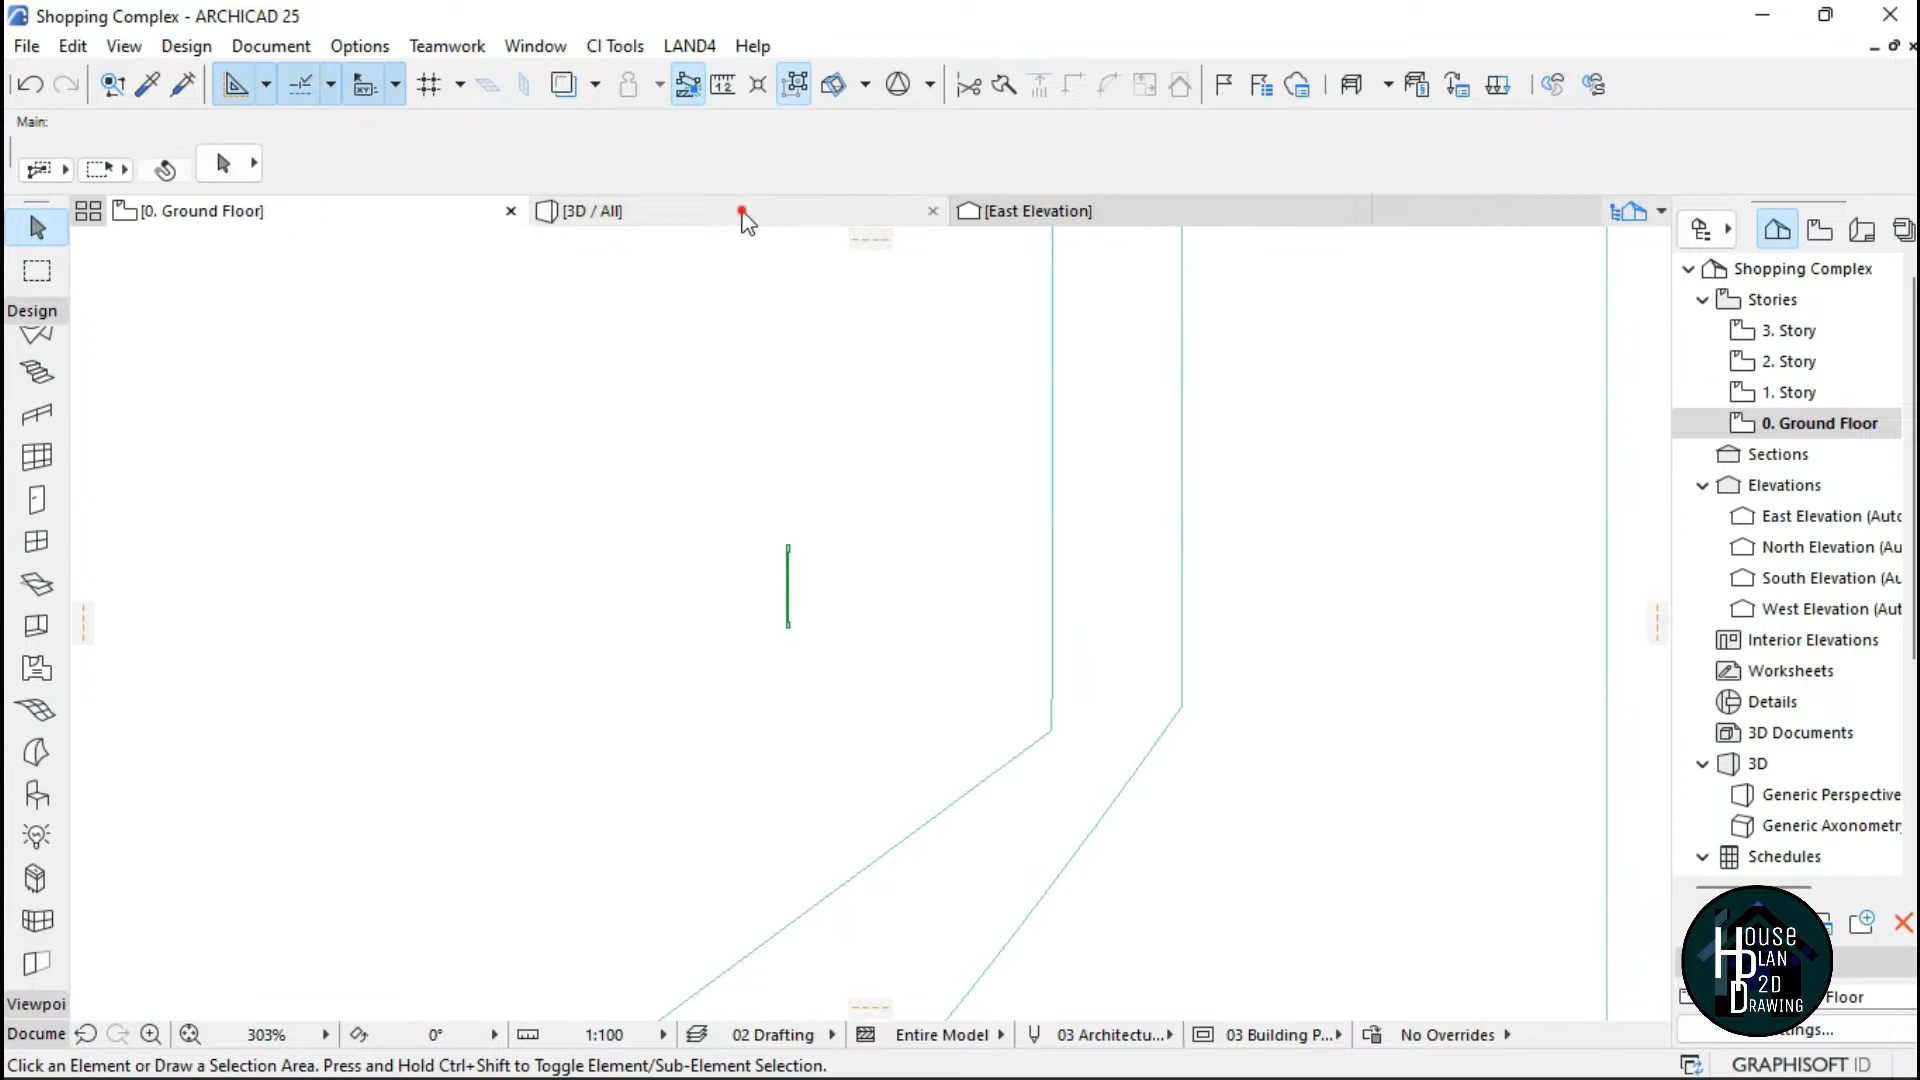 Shopping Complex - ARCHICAD 25
File Edit View Design Document Options Teamwork Window CI Tools LAND4 Help
Main:
[0. Ground Floor]
[3D / All]
[East Elevation]
Design
Shopping Complex
Stories
3. Story
2. Story
1. Story
0. Ground Floor
Sections
Elevations
East Elevation (Autc
North Elevation (Au
South Elevation (Au
West Elevation (Aut
Interior Elevations
Worksheets
Details
3D Documents
3D
Generic Perspective
Generic Axonometr
Schedules
HOUSE
PLAN
2D
DRAWING
Floor
Viewpoi
Docume
303% 0° 1:100 02 Drafting Entire Model 03 Architectu... 03 Building P... No Overrides
Click an Element or Draw a Selection Area. Press and Hold Ctrl+Shift to Toggle Element/Sub-Element Selection.
GRAPHISOFT ID